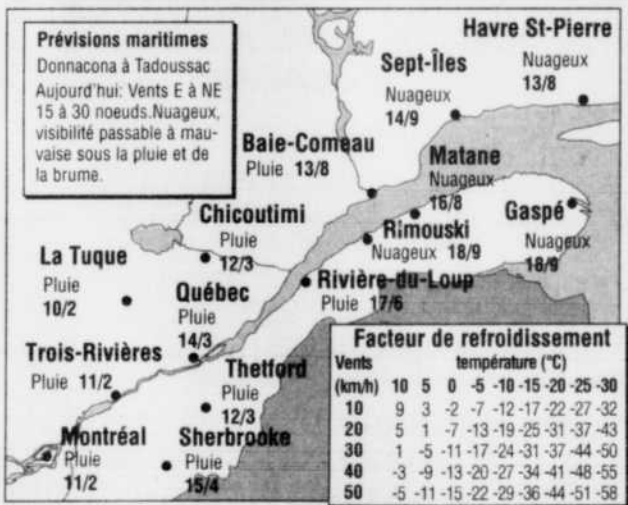 Prévisions maritimes
Donnacona à Tadoussac
Aujourd'hui: Vents E à NE
15 à 30 noeuds.Nuageux,
visibilité passable à mau-
vaise sous la pluie et de
la brume.
Havre St-Pierre
Nuageux
13/8
Sept-Îles
Nuageux
14/9
Baie-Comeau
Pluie 13/8
Matane
Nuageux
16/8
Gaspé
Nuageux
18/9
Rimouski
Nuageux 18/9
Chicoutimi
Pluie
12/3
La Tuque
Pluie
10/2
Rivière-du-Loup
Pluie 17/6
Québec
Pluie
14/3
Trois-Rivières
Pluie 11/2
Thetford
Pluie
12/3
Montréal
Pluie
11/2
Sherbrooke
Pluie
15/4
Facteur de refroidissement
Vents température (°C)
(km/h) 10 5 0 -5 -10 -15 -20 -25 -30
10 9 3 -2 -7 -12 -17 -22 -27 -32
20 5 1 -7 -13 -19 -25 -31 -37 -43
30 1 -5 -11 -17 -24 -31 -37 -44 -50
40 -3 -9 -13 -20 -27 -34 -41 -48 -55
50 -5 -11 -15 -22 -29 -36 -44 -51 -58